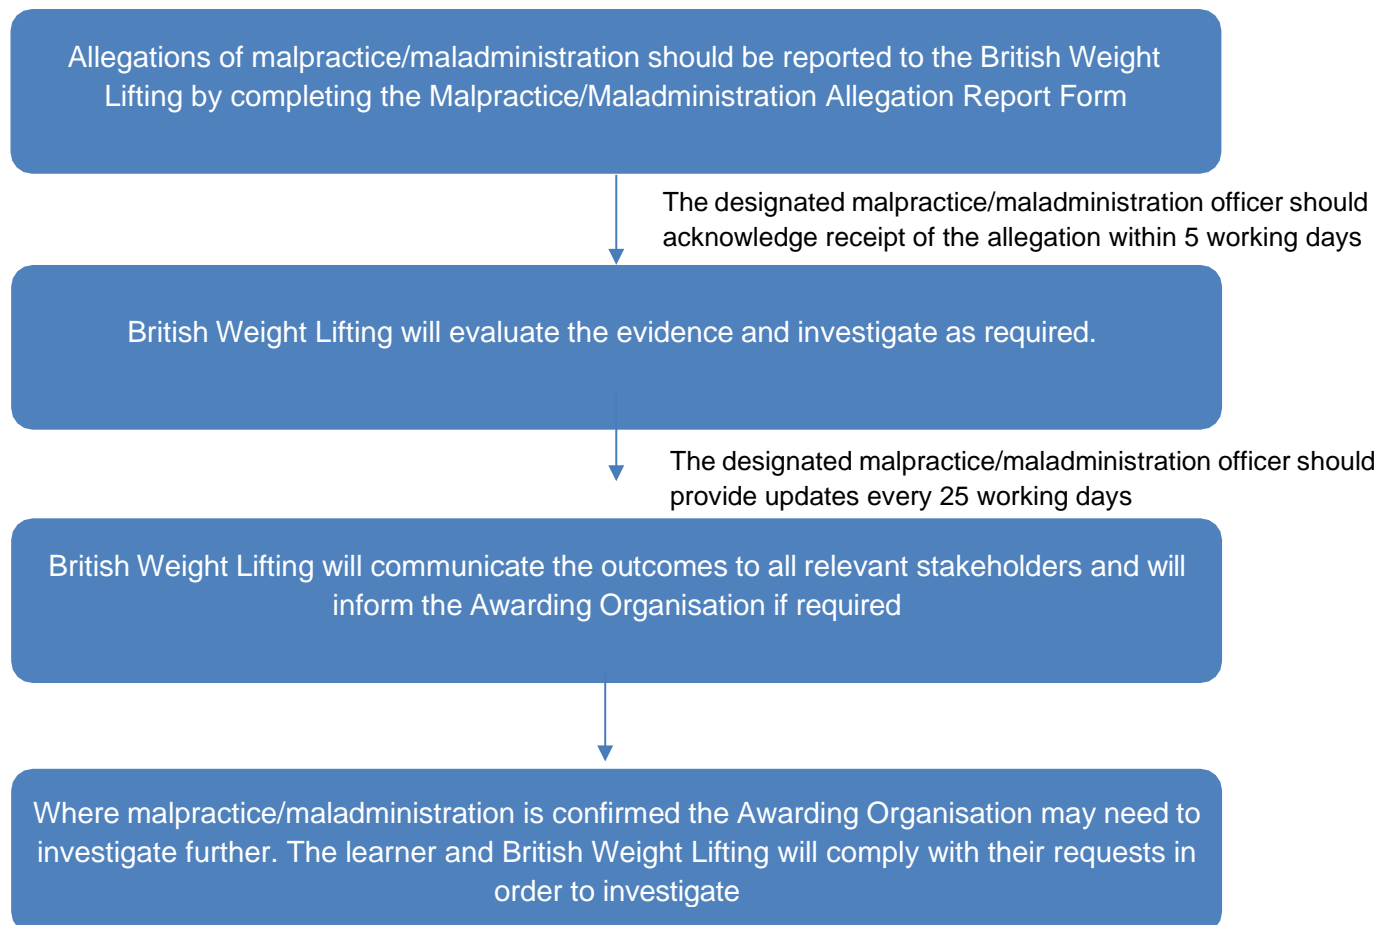 Allegations of malpractice/maladministration should be reported to the British Weight
Lifting by completing the Malpractice/Maladministration Allegation Report Form
The designated malpractice/maladministration officer should
acknowledge receipt of the allegation within 5 working days
British Weight Lifting will evaluate the evidence and investigate as required.
The designated malpractice/maladministration officer should
provide updates every 25 working days
British Weight Lifting will communicate the outcomes to all relevant stakeholders and will
inform the Awarding Organisation if required
Where malpractice/maladministration is confirmed the Awarding Organisation may need to
investigate further. The learner and British Weight Lifting will comply with their requests in
order to investigate